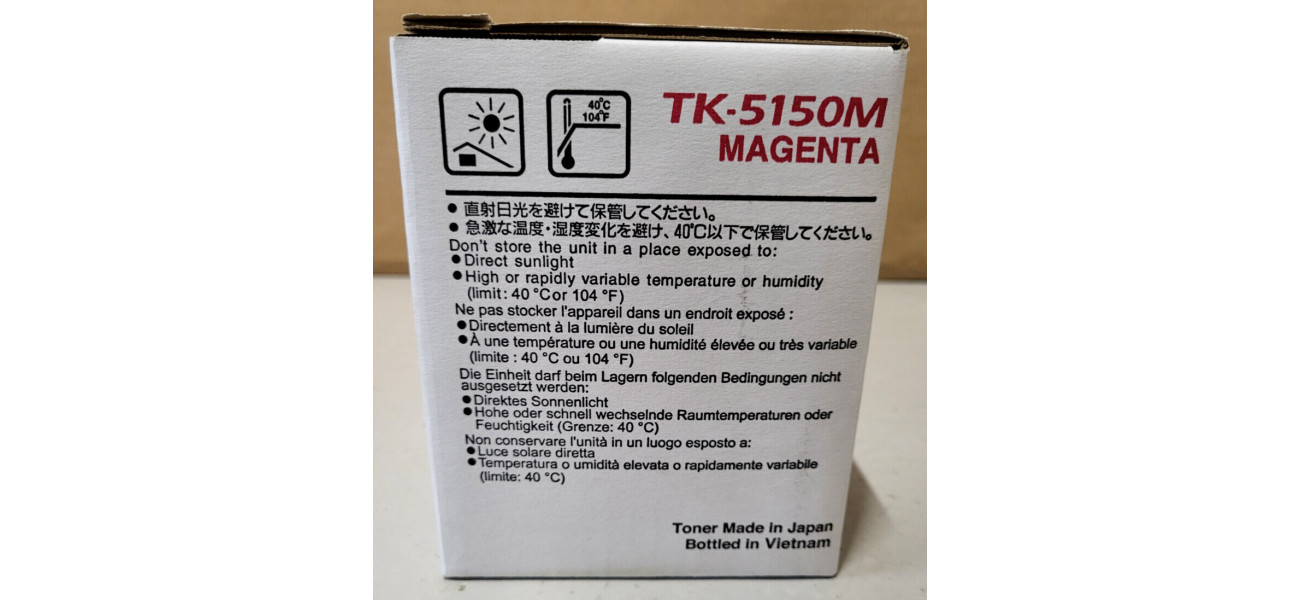 40°C
104°F
TK-5150M
MAGENTA
● 直射日光を避けて保管してください。
● 急激な温度・湿度変化を避け、40℃以下で保管してください。
Don't store the unit in a place exposed to:
●Direct sunlight
●High or rapidly variable temperature or humidity
(limit: 40 °C or 104 °F)
Ne pas stocker l'appareil dans un endroit exposé :
●Directement à la lumière du soleil
●À une température ou une humidité élevée ou très variable
(limite : 40 °C ou 104 °F)
Die Einheit darf beim Lagern folgenden Bedingungen nicht
ausgesetzt werden:
●Direktes Sonnenlicht
●Hohe oder schnell wechselnde Raumtemperaturen oder
Feuchtigkeit (Grenze: 40 °C)
Non conservare l'unità in un luogo esposto a:
●Luce solare diretta
●Temperatura o umidità elevata o rapidamente variabile
(limite: 40 °C)
Toner Made in Japan
Bottled in Vietnam